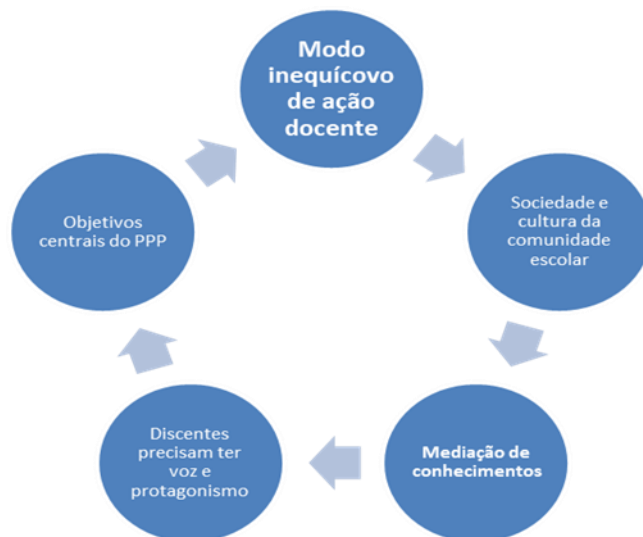 Modo
inequícovo
de ação
docente
Sociedade e
cultura da
comunidade
escolar
Mediação de
conhecimentos
Discentes
precisam ter
voz e
protagonismo
Objetivos
centrais do PPP